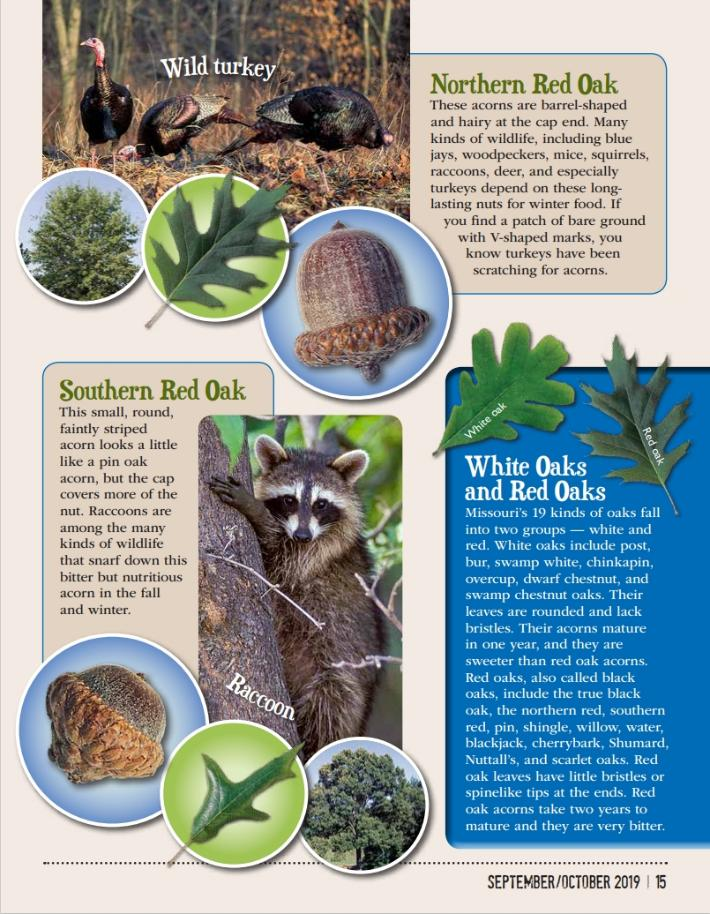 Wild turkey
Northern Red Oak
These acorns are barrel-shaped
and hairy at the cap end. Many
kinds of wildlife, including blue
jays, woodpeckers, mice, squirrels,
raccoons, deer, and especially
turkeys depend on these long-
lasting nuts for winter food. If
you find a patch of bare ground
with V-shaped marks, you
know turkeys have been
scratching for acorns.
Southern Red Oak
This small, round,
faintly striped
acorn looks a little
like a pin oak
acorn, but the cap
covers more of the
nut. Raccoons are
among the many
kinds of wildlife
that snarf down this
bitter but nutritious
acorn in the fall
and winter.
Raccoon
White oak
Red oak
White Oaks
and Red Oaks
Missouri's 19 kinds of oaks fall
into two groups — white and
red. White oaks include post,
bur, swamp white, chinkapin,
overcup, dwarf chestnut, and
swamp chestnut oaks. Their
leaves are rounded and lack
bristles. Their acorns mature
in one year, and they are
sweeter than red oak acorns.
Red oaks, also called black
oaks, include the true black
oak, the northern red, southern
red, pin, shingle, willow, water,
blackjack, cherrybark, Shumard,
Nuttall's, and scarlet oaks. Red
oak leaves have little bristles or
spinelike tips at the ends. Red
oak acorns take two years to
mature and they are very bitter.
SEPTEMBER/OCTOBER 2019 | 15